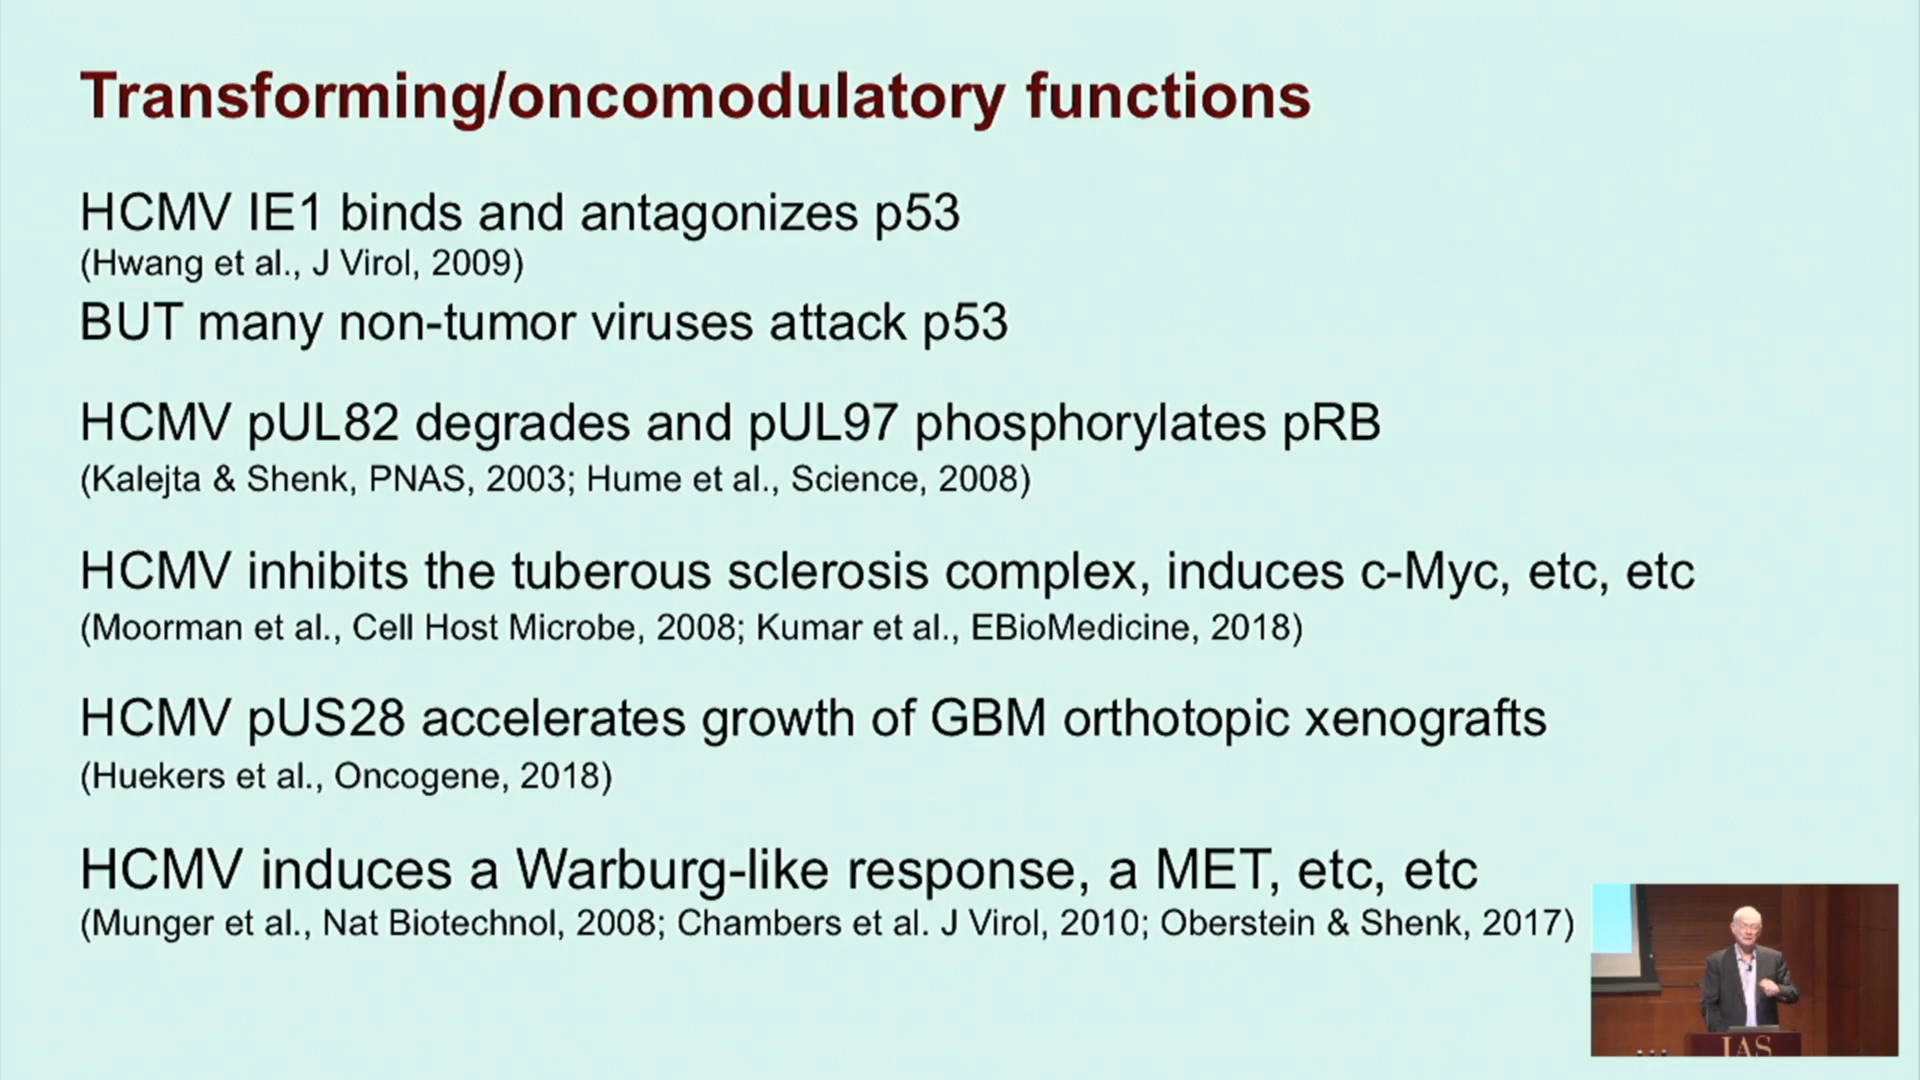 Transforming/oncomodulatory functions
HCMV IE1 binds and antagonizes p53
(Hwang et al., J Virol, 2009)
BUT many non-tumor viruses attack p53
HCMV pUL82 degrades and pUL97 phosphorylates pRB
(Kalejta & Shenk, PNAS, 2003; Hume et al., Science, 2008)
HCMV inhibits the tuberous sclerosis complex, induces c-Myc, etc, etc
(Moorman et al., Cell Host Microbe, 2008; Kumar et al., EBioMedicine, 2018)
HCMV pUS28 accelerates growth of GBM orthotopic xenografts
(Huekers et al., Oncogene, 2018)
HCMV induces a Warburg-like response, a MET, etc, etc
(Munger et al., Nat Biotechnol, 2008; Chambers et al. J Virol, 2010; Oberstein & Shenk, 2017)
IAS